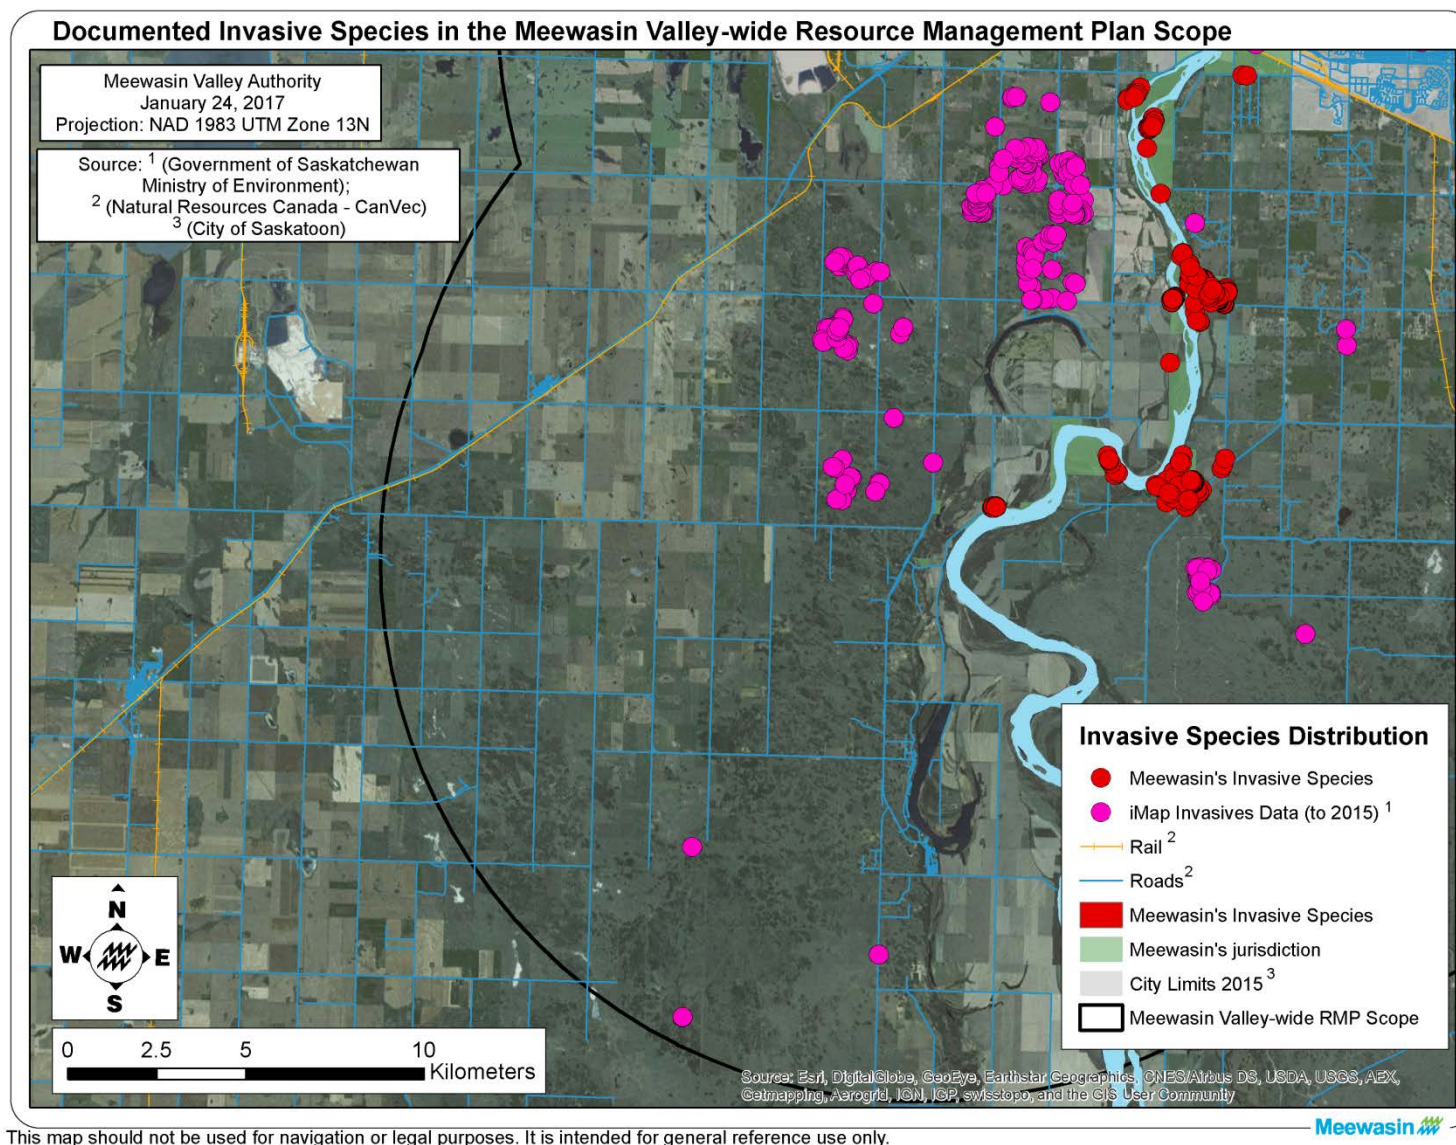 Documented Invasive Species in the Meewasin Valley-wide Resource Management Plan Scope
Meewasin Valley Authority
January 24, 2017
Projection: NAD 1983 UTM Zone 13N
Source: 1 (Government of Saskatchewan
Ministry of Environment);
2 (Natural Resources Canada - CanVec)
3 (City of Saskatoon)
Invasive Species Distribution
Meewasin's Invasive Species
iMap Invasives Data (to 2015) 1
Rail 2
Roads2
Meewasin's Invasive Species
Meewasin's jurisdiction
City Limits 2015 3
Meewasin Valley-wide RMP Scope
N
W E
S
0 2.5 5 10
Kilometers
Source: Esri, DigitalGlobe, GeoEye, Earthstar Geographics, CNES/Airbus DS, USDA, USGS, AEX,
Getmapping, Aerogrid, IGN, IGP, swisstopo, and the GIS User Community
Meewasin
This map should not be used for navigation or legal purposes. It is intended for general reference use only.